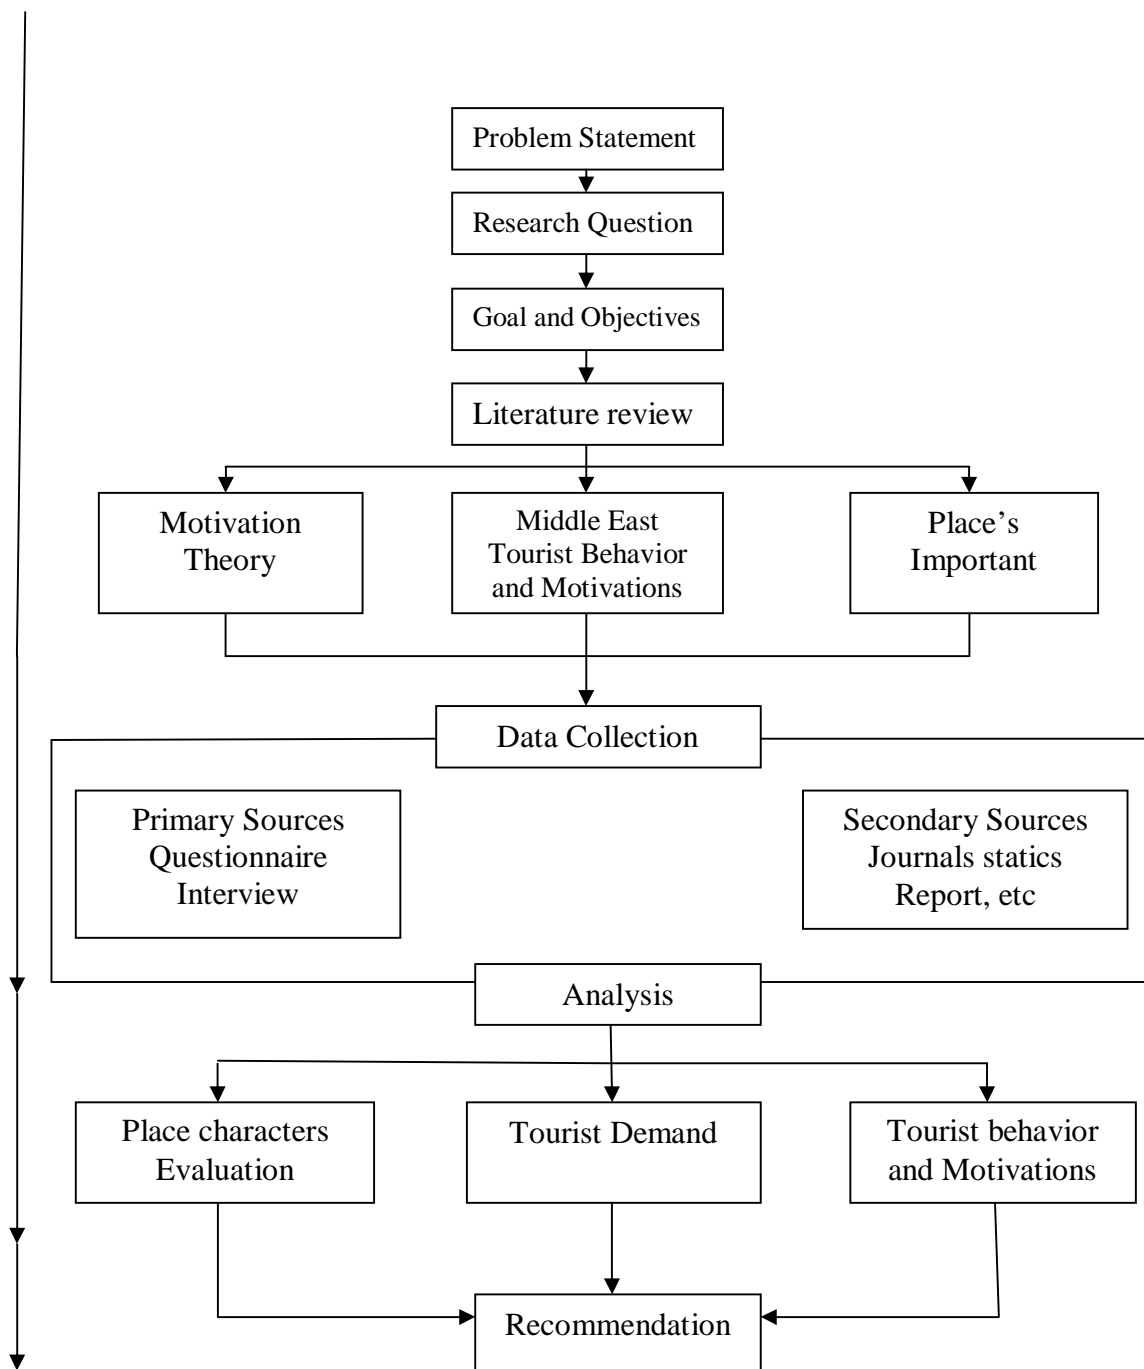 Problem Statement
Research Question
Goal and Objectives
Literature review
Motivation
Theory
Middle East
Tourist Behavior
and Motivations
Place’s
Important
Data Collection
Primary Sources
Questionnaire
Interview
Secondary Sources
Journals statics
Report, etc
Analysis
Place characters
Evaluation
Tourist Demand
Tourist behavior
and Motivations
Recommendation